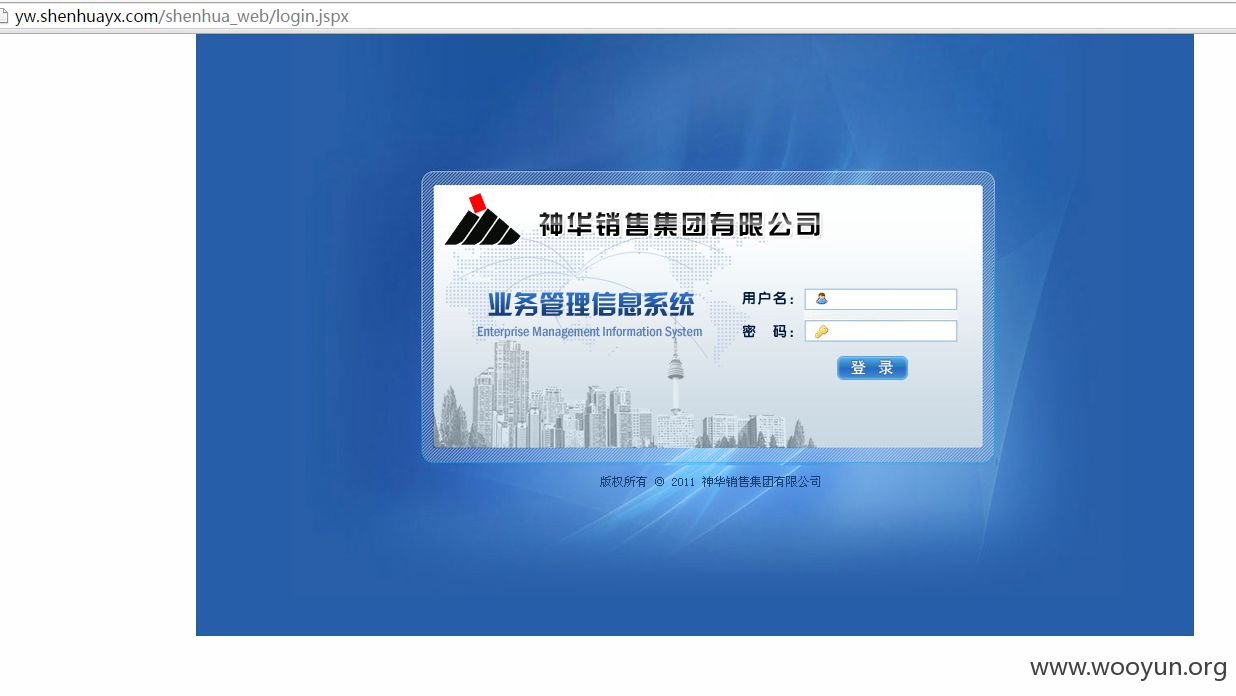 yw.shenhuayx.com/shenhua_web/login.jspx
神华销售集团有限公司
业务管理信息系统
Enterprise Management Information System
用户名：
密 码：
登 录
版权所有 © 2011 神华销售集团有限公司
www.wooyun.org